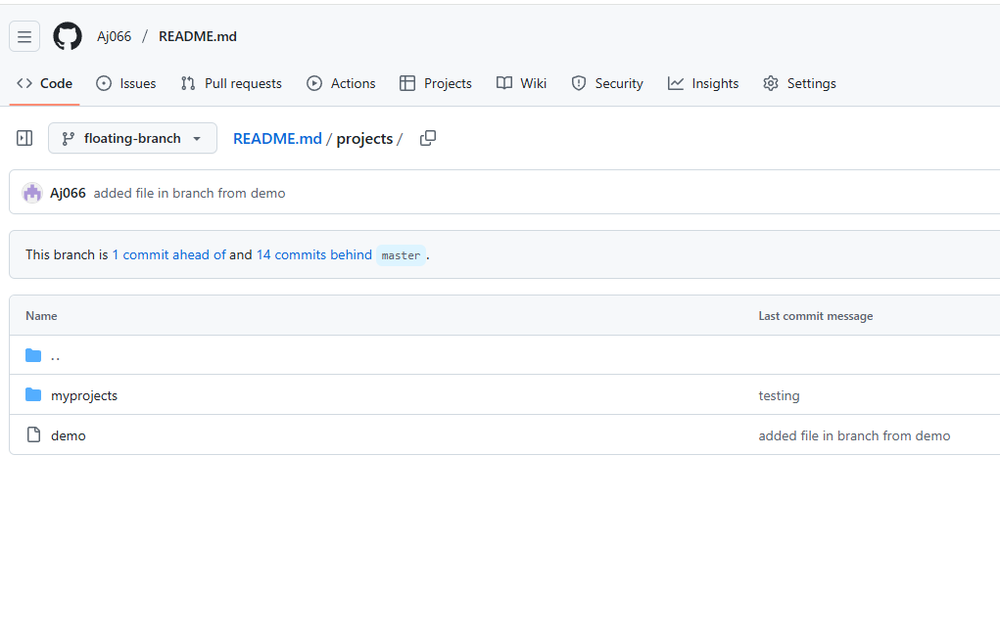 Aj066 / README.md
Code Issues Pull requests Actions Projects Wiki Security Insights Settings
floating-branch README.md / projects /
Aj066 added file in branch from demo
This branch is 1 commit ahead of and 14 commits behind master .
Name Last commit message
..
myprojects testing
demo added file in branch from demo